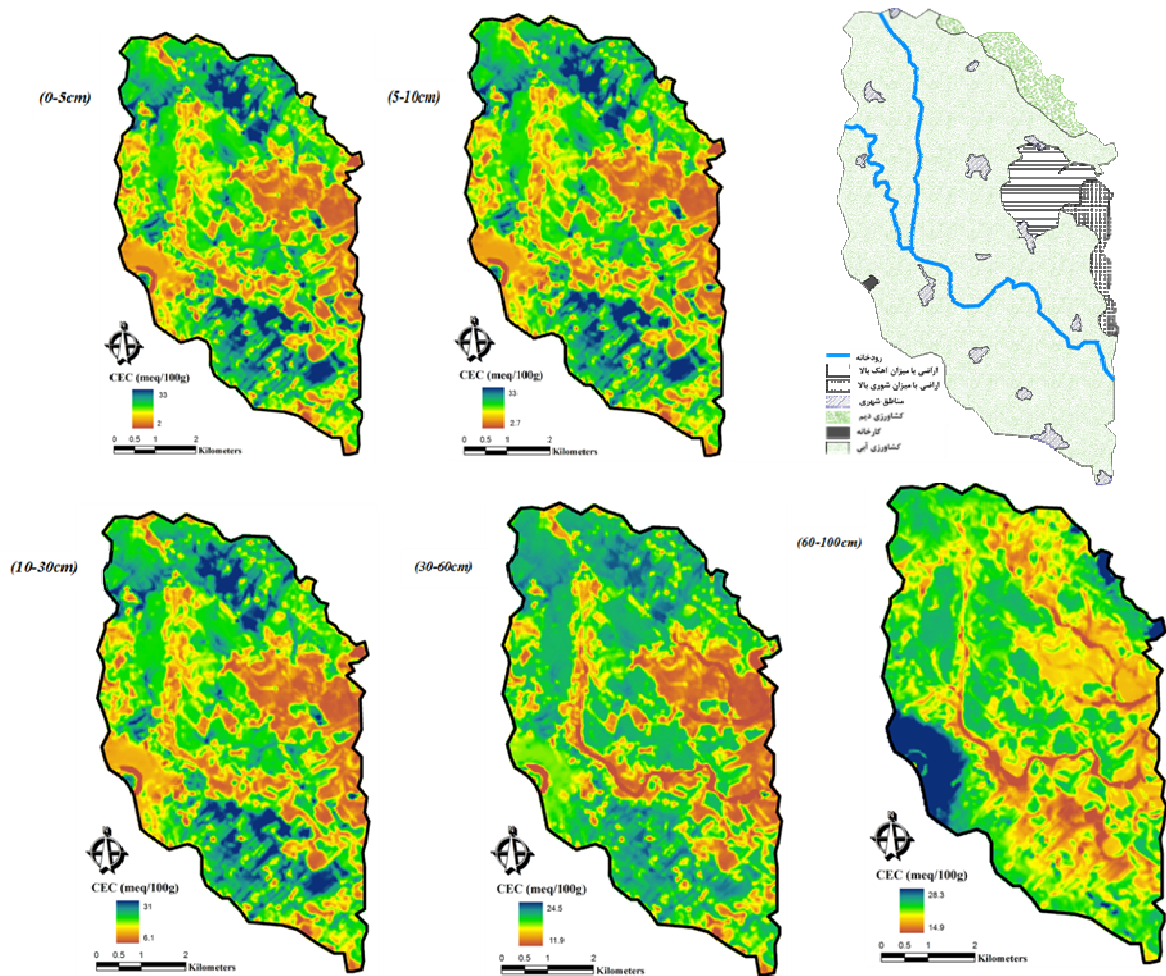 (0-5cm)
CEC (meq/100g)
33
2
0 0.5 1 2
Kilometers
(5-10cm)
CEC (meq/100g)
33
2.7
0 0.5 1 2
Kilometers
رودخانه
اراضی با میزان اهک بالا
اراضی با میزان شوری بالا
مناطق شهری
کشاورزی دیم
کارخانه
کشاورزی آبی
(10-30cm)
CEC (meq/100g)
31
6.1
0 0.5 1 2
Kilometers
(30-60cm)
CEC (meq/100g)
24.5
11.9
0 0.5 1 2
Kilometers
(60-100cm)
CEC (meq/100g)
26.3
14.9
0 0.5 1 2
Kilometers